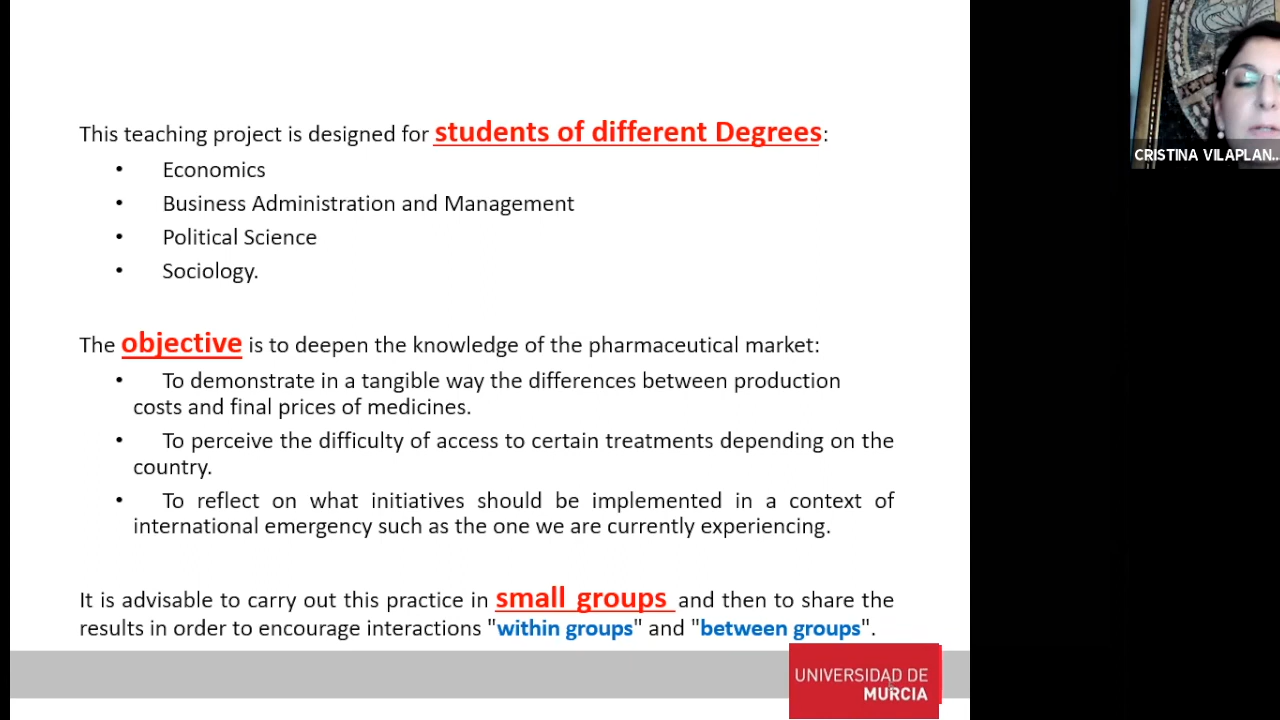 This teaching project is designed for students of different Degrees:
• Economics
• Business Administration and Management
• Political Science
• Sociology.
The objective is to deepen the knowledge of the pharmaceutical market:
• To demonstrate in a tangible way the differences between production
costs and final prices of medicines.
• To perceive the difficulty of access to certain treatments depending on the
country.
• To reflect on what initiatives should be implemented in a context of
international emergency such as the one we are currently experiencing.
It is advisable to carry out this practice in small groups and then to share the
results in order to encourage interactions "within groups" and "between groups".
UNIVERSIDAD DE
MURCIA
CRISTINA VILAPLAN...